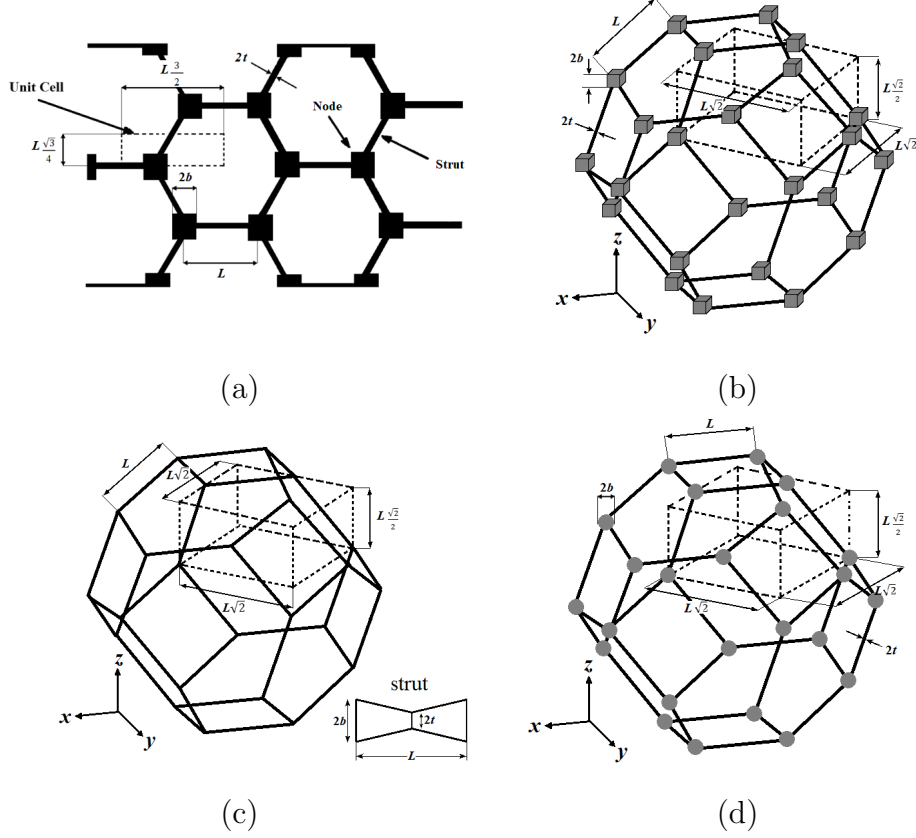 2t
L 3/2
Unit Cell
Node
L √3/4
Strut
2b
L
(a)
L
2b
L √2/2
L√2
2t
L√2
z
x
y
(b)
L
L√2
L √2/2
L√2
z
x
y
strut
2b
2t
L
(c)
L
2b
L √2/2
L√2
L√2
2t
z
x
y
(d)